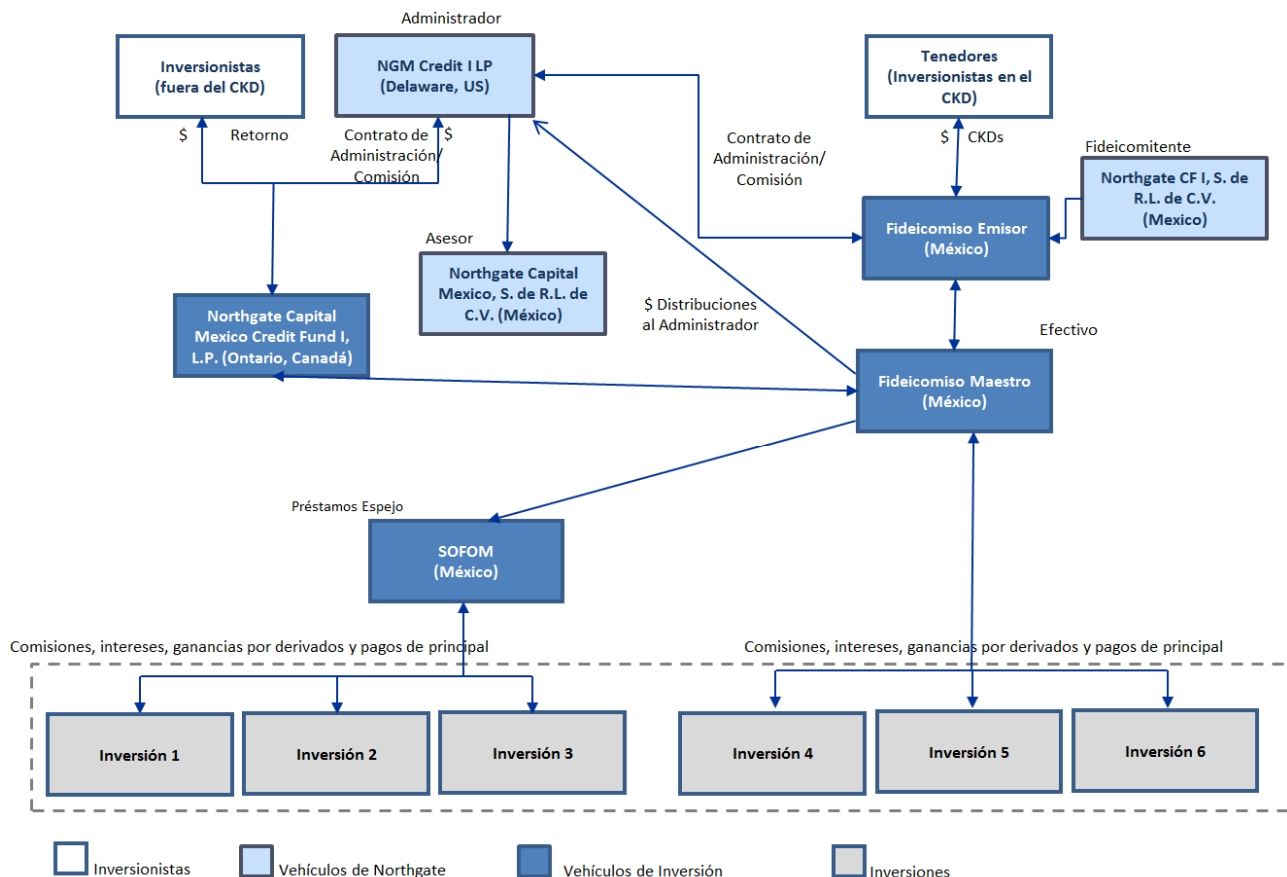 Administrador
Inversionistas
(fuera del CKD)
NGM Credit I LP
(Delaware, US)
Tenedores
(Inversionistas en el
CKD)
$ Retorno
Contrato de $
Administración/
Comisión
Contrato de
Administración/
Comisión
$ CKDs
Fideicomitente
Northgate CF I, S. de
R.L. de C.V.
(Mexico)
Fideicomiso Emisor
(México)
Asesor
Northgate Capital
Mexico, S. de R.L. de
C.V. (México)
Northgate Capital
Mexico Credit Fund I,
L.P. (Ontario, Canadá)
$ Distribuciones
al Administrador
Efectivo
Fideicomiso Maestro
(México)
Préstamos Espejo
SOFOM
(México)
Comisiones, intereses, ganancias por derivados y pagos de principal
Comisiones, intereses, ganancias por derivados y pagos de principal
Inversión 1
Inversión 2
Inversión 3
Inversión 4
Inversión 5
Inversión 6
Inversionistas
Vehículos de Northgate
Vehículos de Inversión
Inversiones